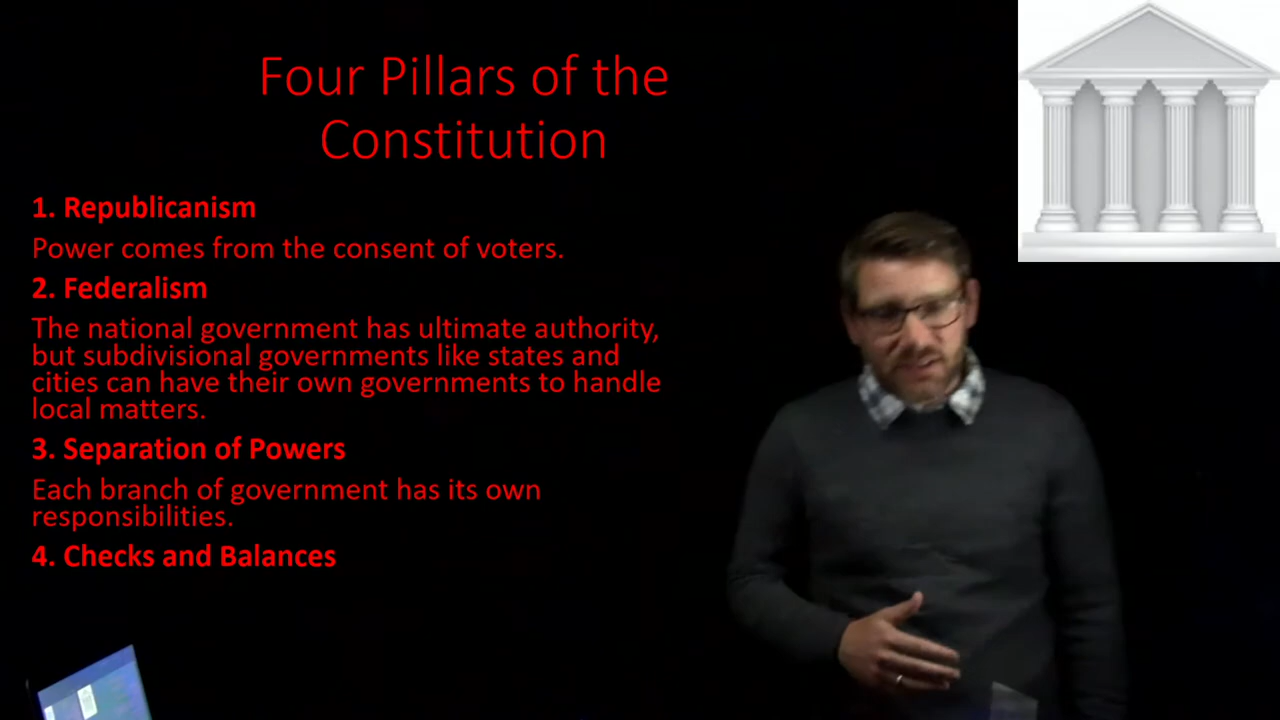 Four Pillars of the
Constitution
1. Republicanism
Power comes from the consent of voters.
2. Federalism
The national government has ultimate authority,
but subdivisional governments like states and
cities can have their own governments to handle
local matters.
3. Separation of Powers
Each branch of government has its own
responsibilities.
4. Checks and Balances